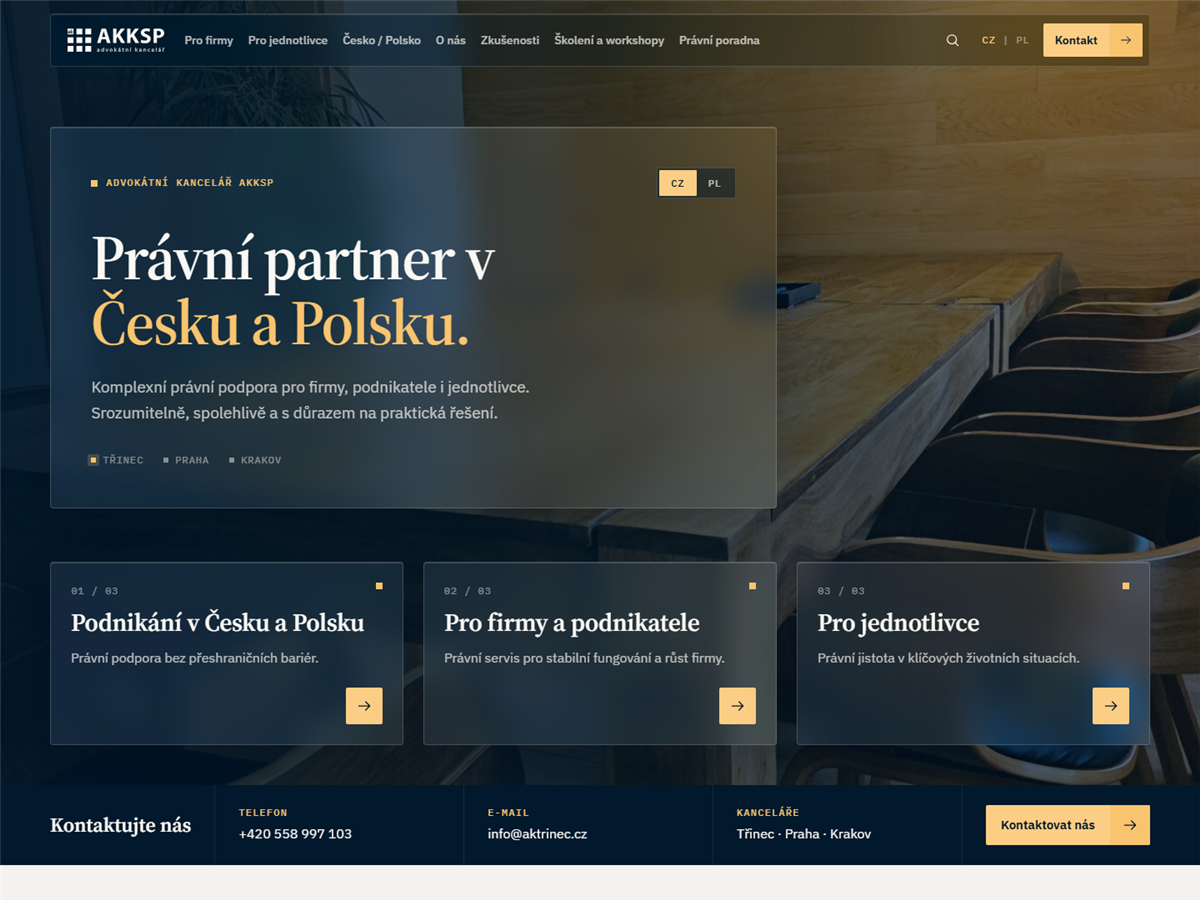 AKKSP
advokátní kancelář
Pro firmy
Pro jednotlivce
Česko / Polsko
O nás
Zkušenosti
Školení a workshopy
Právní poradna
CZ | PL
Kontakt
ADVOKÁTNÍ KANCELÁŘ AKKSP
CZ PL
Právní partner v
Česku a Polsku.
Komplexní právní podpora pro firmy, podnikatele i jednotlivce.
Srozumitelně, spolehlivě a s důrazem na praktická řešení.
TŘINEC PRAHA KRAKOV
01 / 03
Podnikání v Česku a Polsku
Právní podpora bez přeshraničních bariér.
02 / 03
Pro firmy a podnikatele
Právní servis pro stabilní fungování a růst firmy.
03 / 03
Pro jednotlivce
Právní jistota v klíčových životních situacích.
Kontaktujte nás
TELEFON
+420 558 997 103
E-MAIL
info@aktrinec.cz
KANCELÁŘE
Třinec · Praha · Krakov
Kontaktovat nás